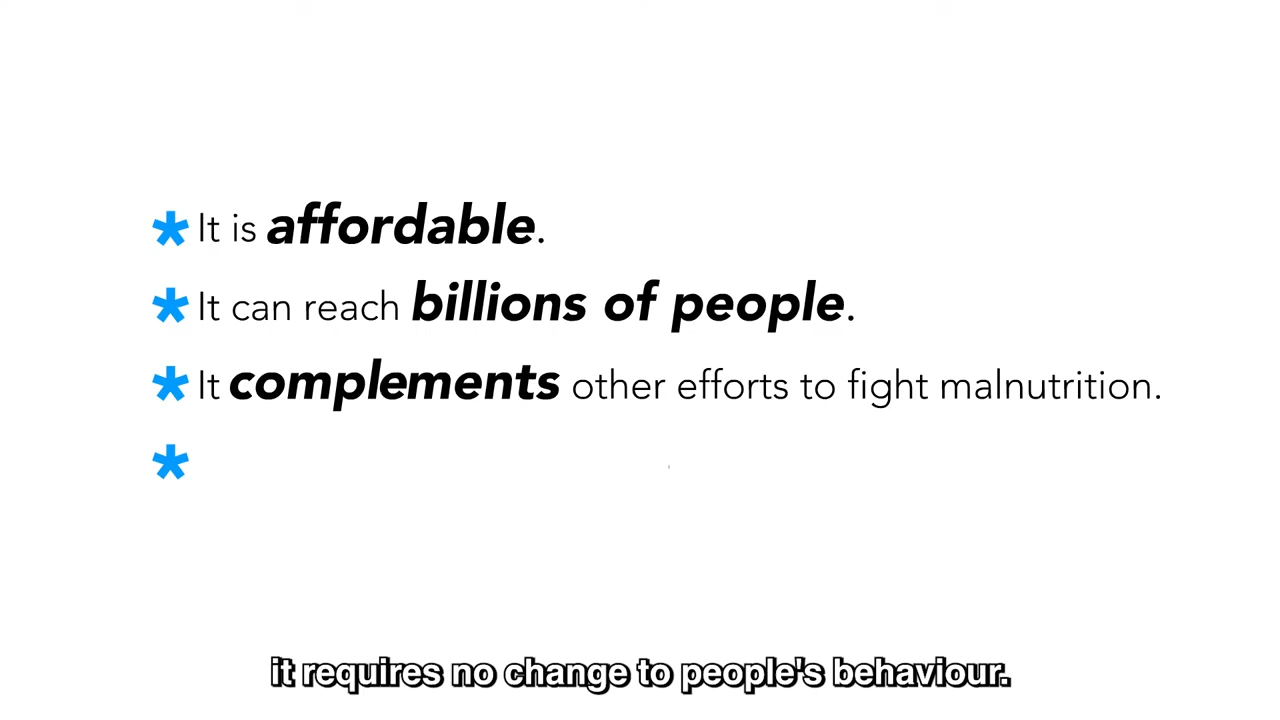 * It is affordable.
* It can reach billions of people.
* It complements other efforts to fight malnutrition.
*
it requires no change to people's behaviour.